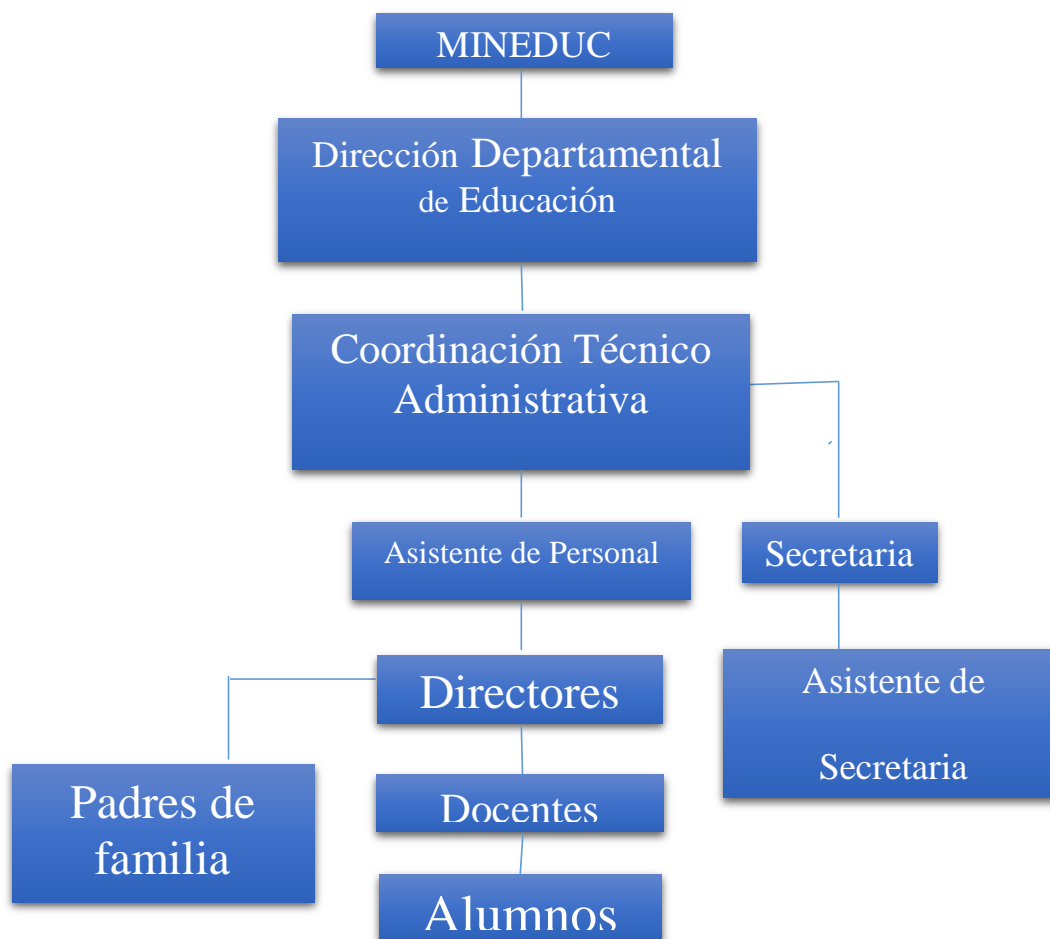 MINEDUC
Dirección Departamental
de Educación
Coordinación Técnico
Administrativa
Asistente de Personal
Secretaria
Directores
Asistente de
Secretaria
Padres de
familia
Docentes
Alumnos